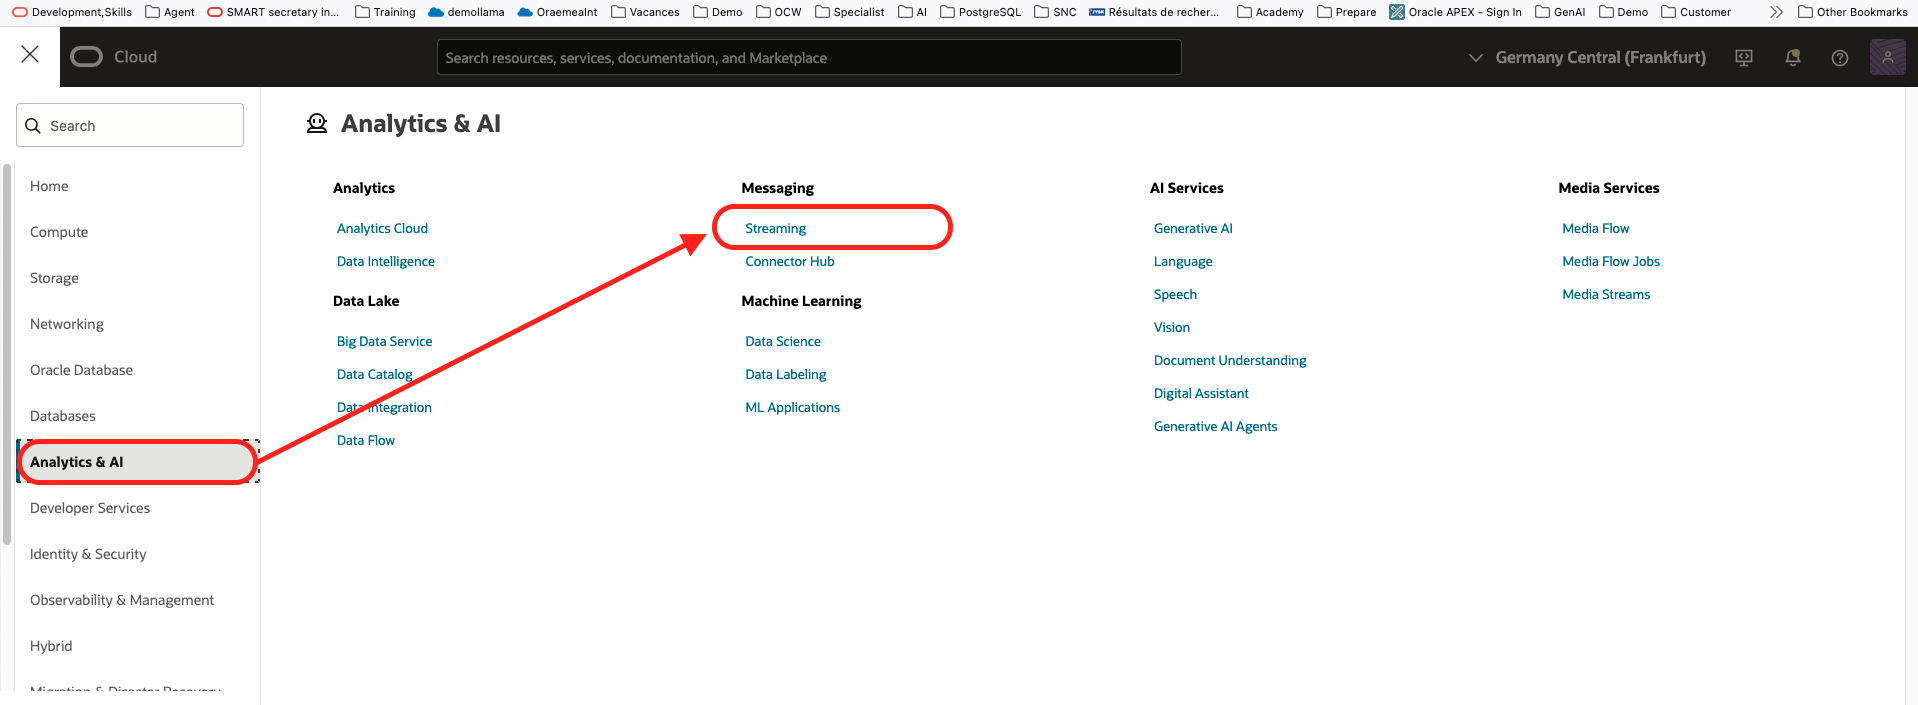 Development,Skills Agent SMART secretary in... Training demollama OraemeaInt Vacances Demo OCW Specialist AI PostgreSQL SNC Résultats de recher... Academy Prepare Oracle APEX - Sign In GenAI Demo Customer Other Bookmarks
Cloud
Search resources, services, documentation, and Marketplace
Germany Central (Frankfurt)
Search
Home
Compute
Storage
Networking
Oracle Database
Databases
Analytics & AI
Developer Services
Identity & Security
Observability & Management
Hybrid
Migration & Disaster Recovery
Analytics & AI
Analytics
Analytics Cloud
Data Intelligence
Data Lake
Big Data Service
Data Catalog
Data Integration
Data Flow
Messaging
Streaming
Connector Hub
Machine Learning
Data Science
Data Labeling
ML Applications
AI Services
Generative AI
Language
Speech
Vision
Document Understanding
Digital Assistant
Generative AI Agents
Media Services
Media Flow
Media Flow Jobs
Media Streams